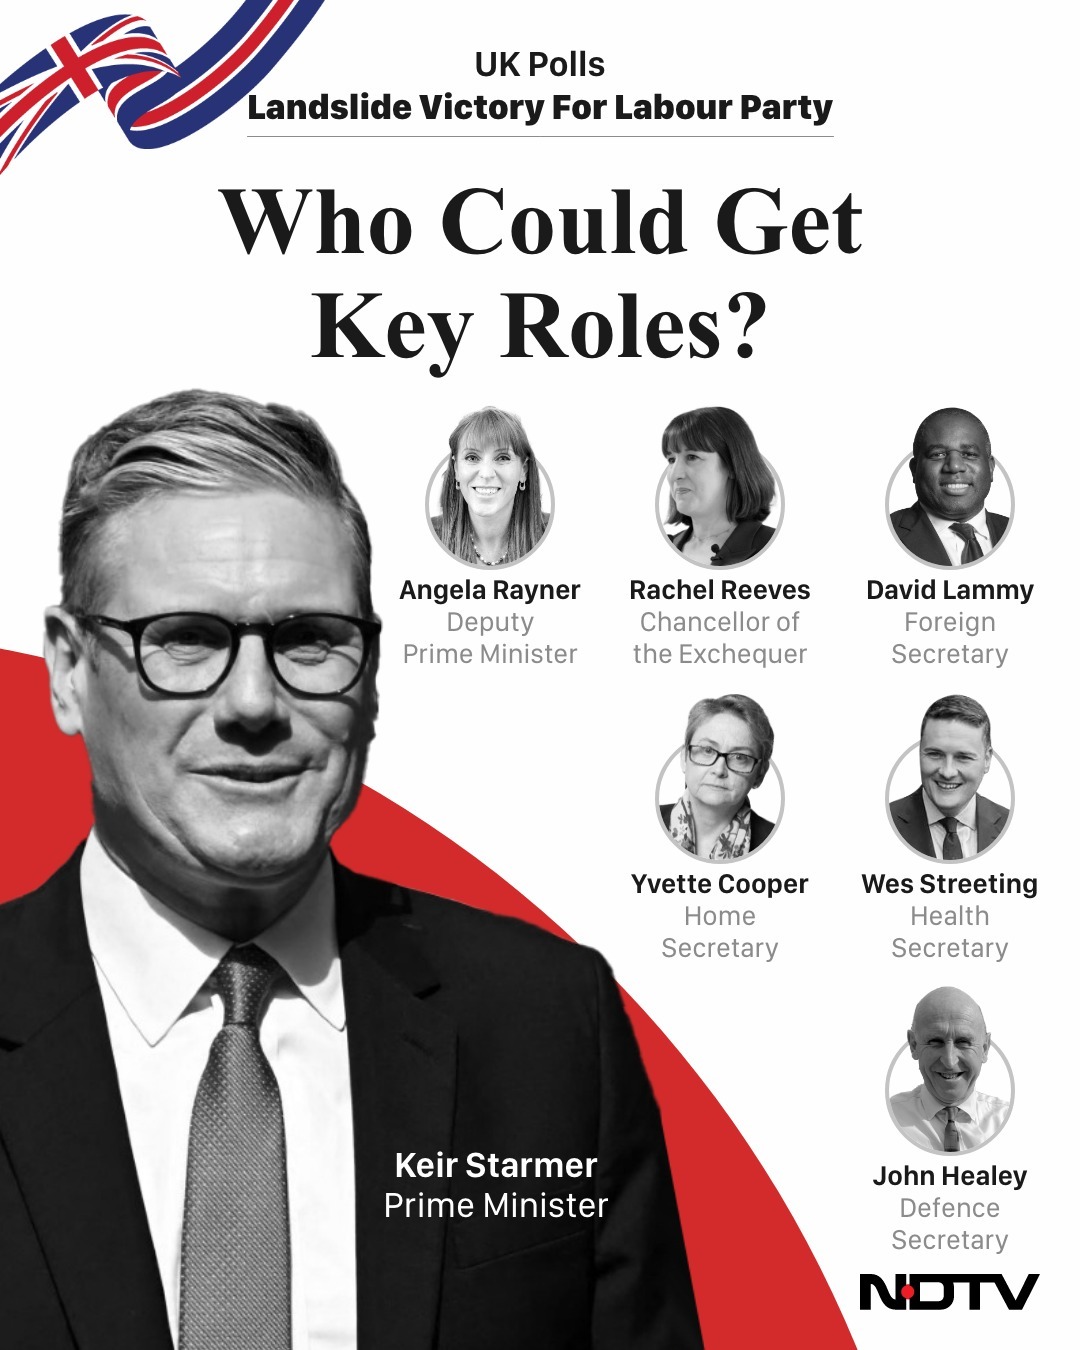 UK Polls
Landslide Victory For Labour Party
Who Could Get
Key Roles?
Angela Rayner
Deputy
Prime Minister
Rachel Reeves
Chancellor of
the Exchequer
David Lammy
Foreign
Secretary
Yvette Cooper
Home
Secretary
Wes Streeting
Health
Secretary
John Healey
Defence
Secretary
Keir Starmer
Prime Minister
NDTV